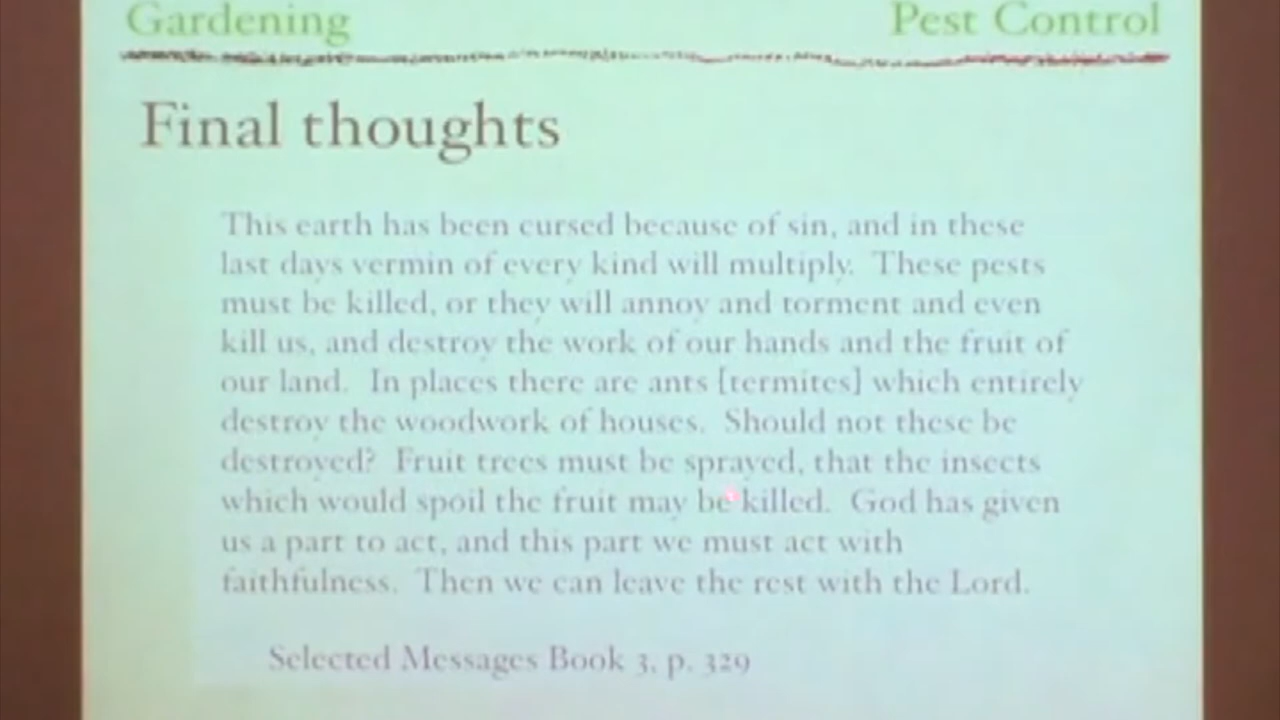 Gardening Pest Control
Final thoughts
This earth has been cursed because of sin, and in these
last days vermin of every kind will multiply. These pests
must be killed, or they will annoy and torment and even
kill us, and destroy the work of our hands and the fruit of
our land. In places there are ants [termites] which entirely
destroy the woodwork of houses. Should not these be
destroyed? Fruit trees must be sprayed, that the insects
which would spoil the fruit may be killed. God has given
us a part to act, and this part we must act with
faithfulness. Then we can leave the rest with the Lord.
Selected Messages Book 3, p. 329